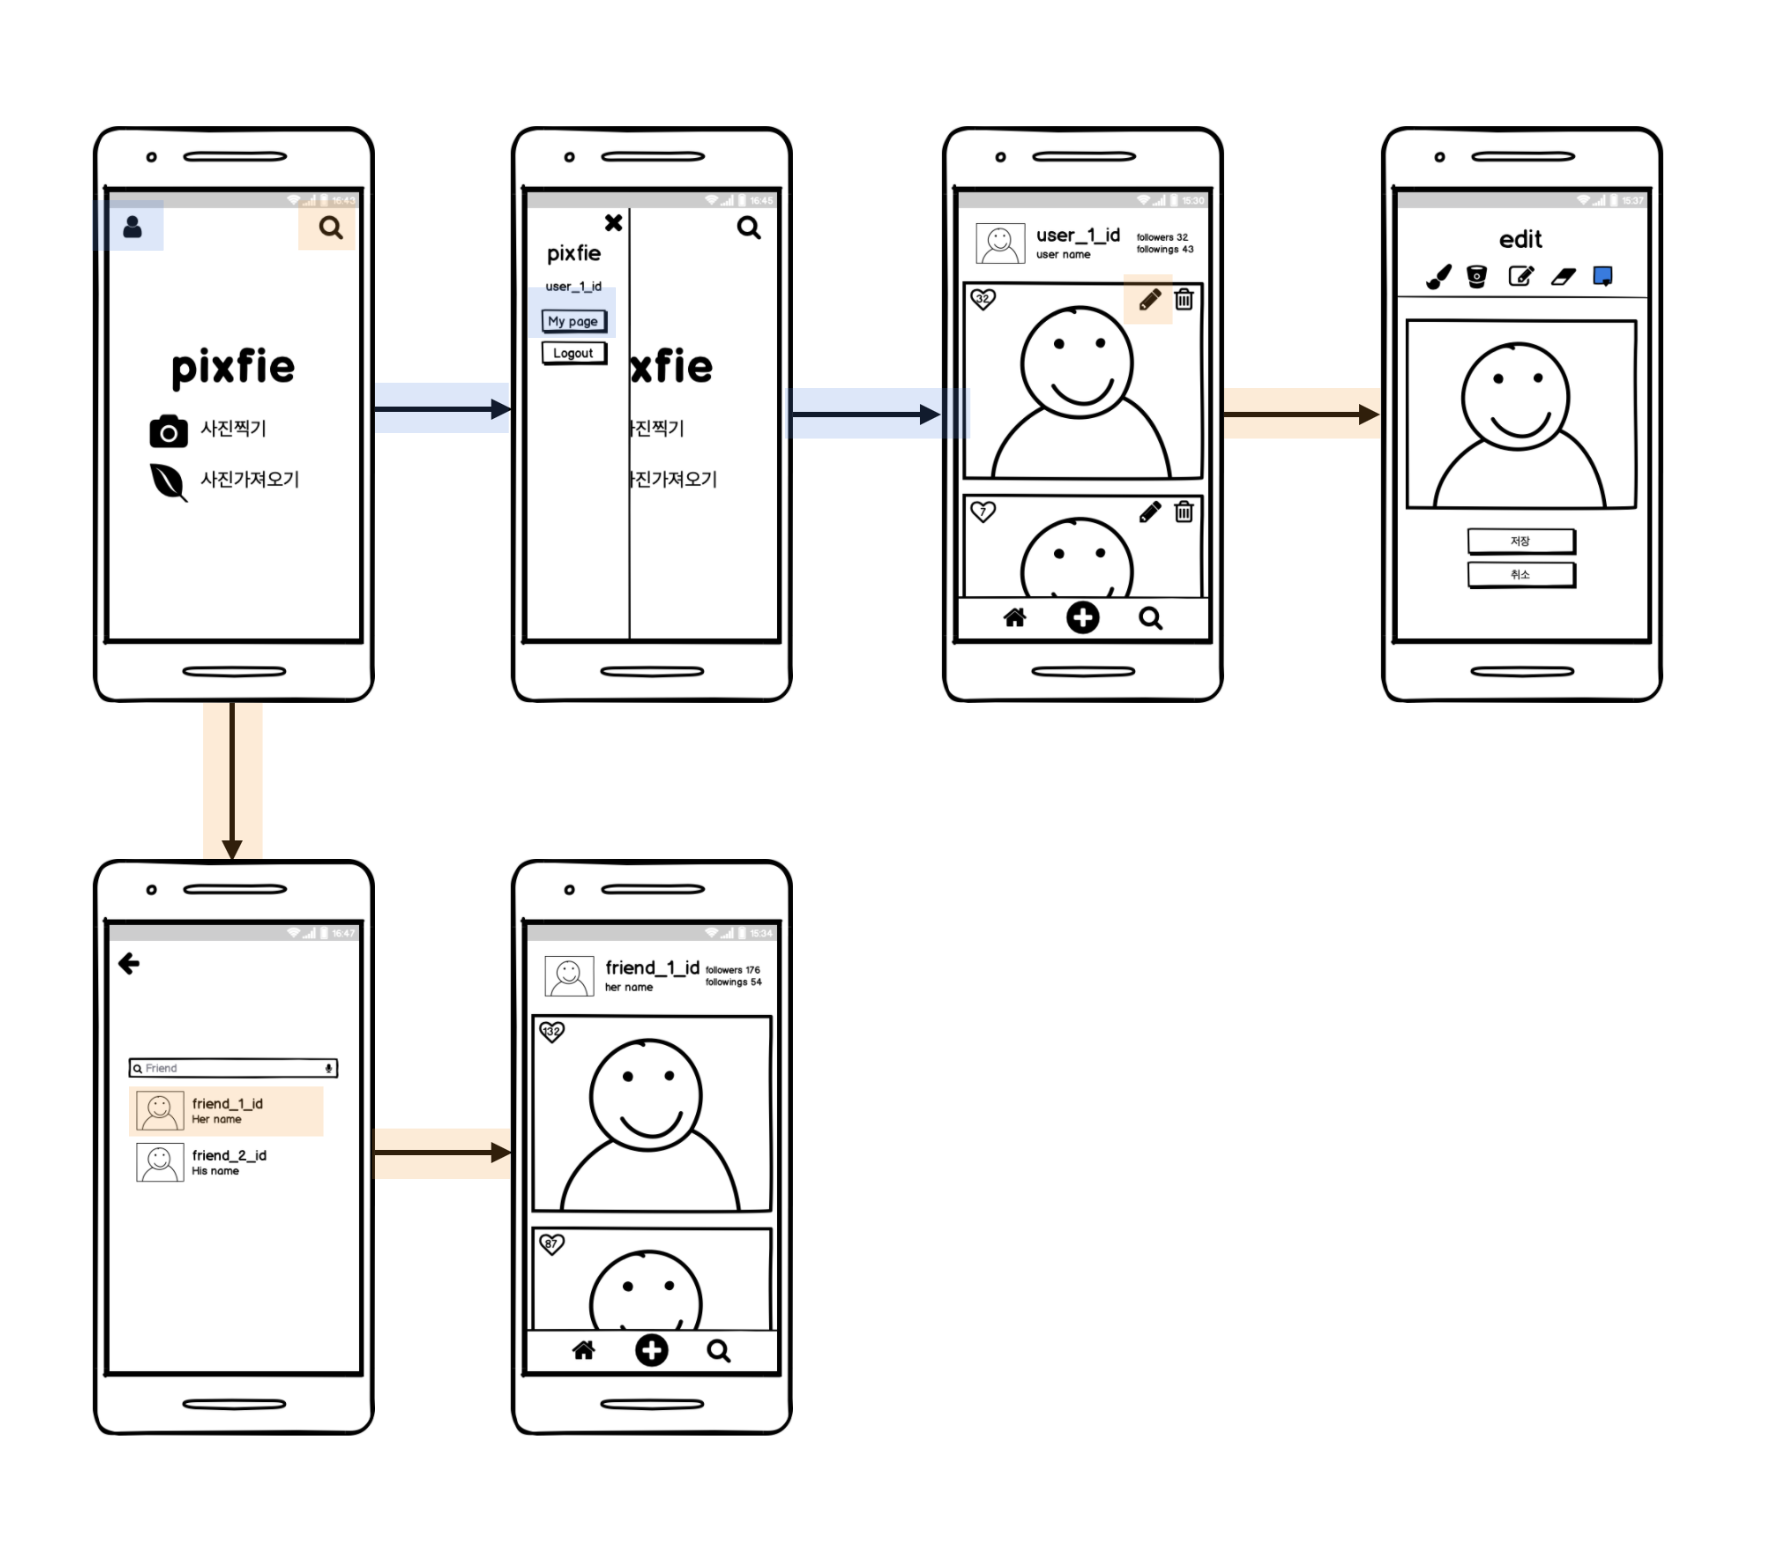 16:43
pixfie
사진찍기
사진가져오기
16:45
pixfie
user_1_id
My page
Logout
xfie
진찍기
진가져오기
15:30
user_1_id
user name
followers 32
followings 43
32
7
15:37
edit
저장
취소
16:47
Friend
friend_1_id
Her name
friend_2_id
His name
15:34
friend_1_id
her name
followers 176
followings 54
132
87